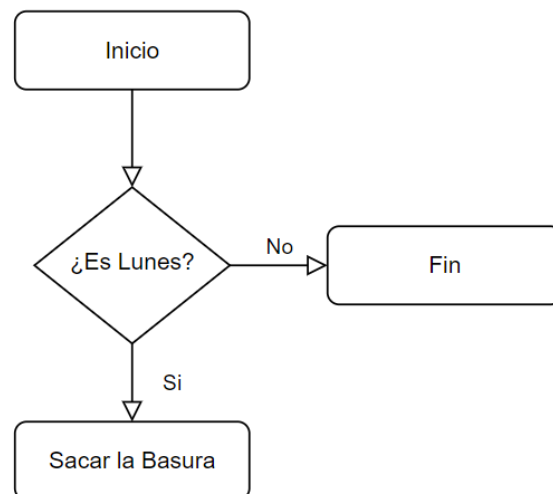 Inicio
¿Es Lunes?
No
Fin
Si
Sacar la Basura